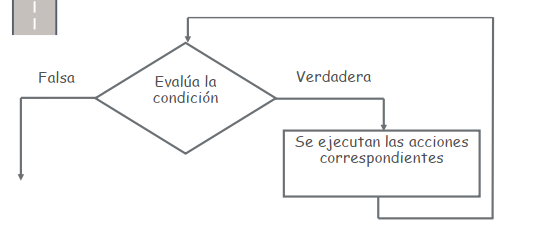 Falsa
Evalúa la
condición
Verdadera
Se ejecutan las acciones
correspondientes